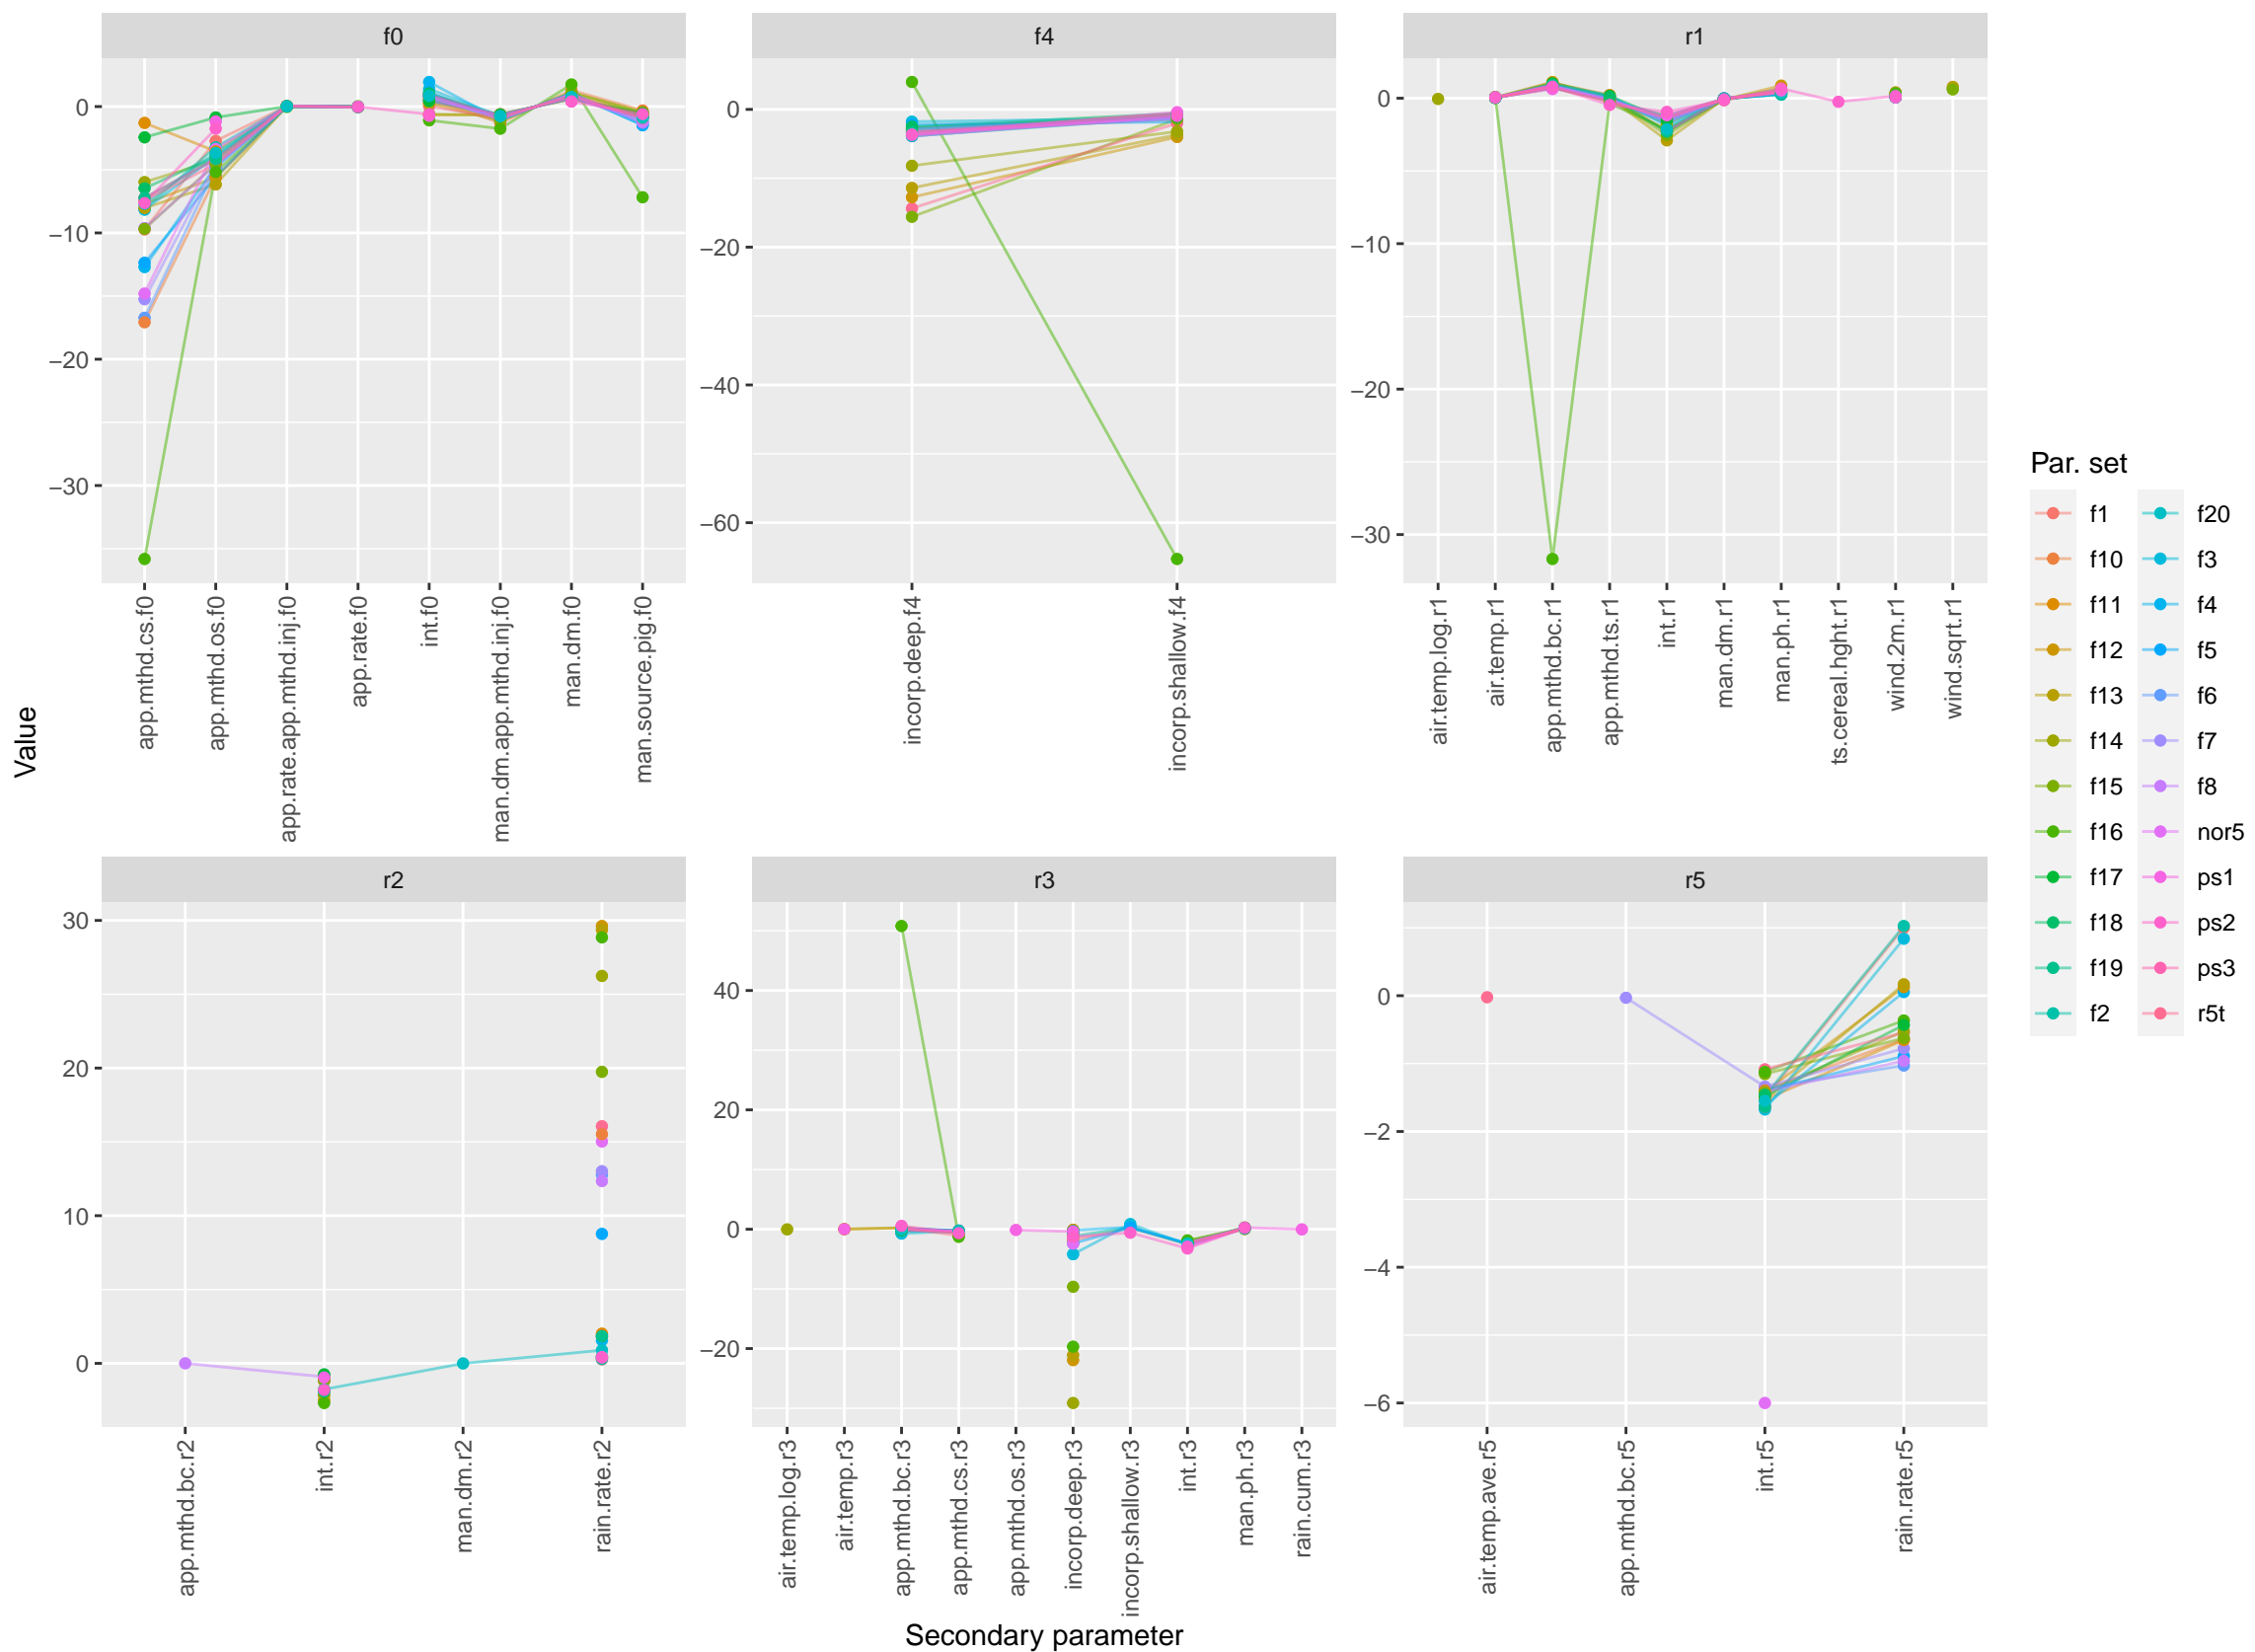 f0
f4
r1
0
−10
−20
−30
0
−20
−40
−60
0
−10
−20
−30
app.mthd.cs.f0
app.mthd.os.f0
app.rate.app.mthd.inj.f0
app.rate.f0
int.f0
man.dm.app.mthd.inj.f0
man.dm.f0
man.source.pig.f0
incorp.deep.f4
incorp.shallow.f4
air.temp.log.r1
air.temp.r1
app.mthd.bc.r1
app.mthd.ts.r1
int.r1
man.dm.r1
man.ph.r1
ts.cereal.hght.r1
wind.2m.r1
wind.sqrt.r1
Value
r2
r3
r5
30
20
10
0
40
20
0
−20
0
−2
−4
−6
app.mthd.bc.r2
int.r2
man.dm.r2
rain.rate.r2
air.temp.log.r3
air.temp.r3
app.mthd.bc.r3
app.mthd.cs.r3
app.mthd.os.r3
incorp.deep.r3
incorp.shallow.r3
int.r3
man.ph.r3
rain.cum.r3
air.temp.ave.r5
app.mthd.bc.r5
int.r5
rain.rate.r5
Secondary parameter
Par. set
f1
f10
f11
f12
f13
f14
f15
f16
f17
f18
f19
f2
f20
f3
f4
f5
f6
f7
f8
nor5
ps1
ps2
ps3
r5t